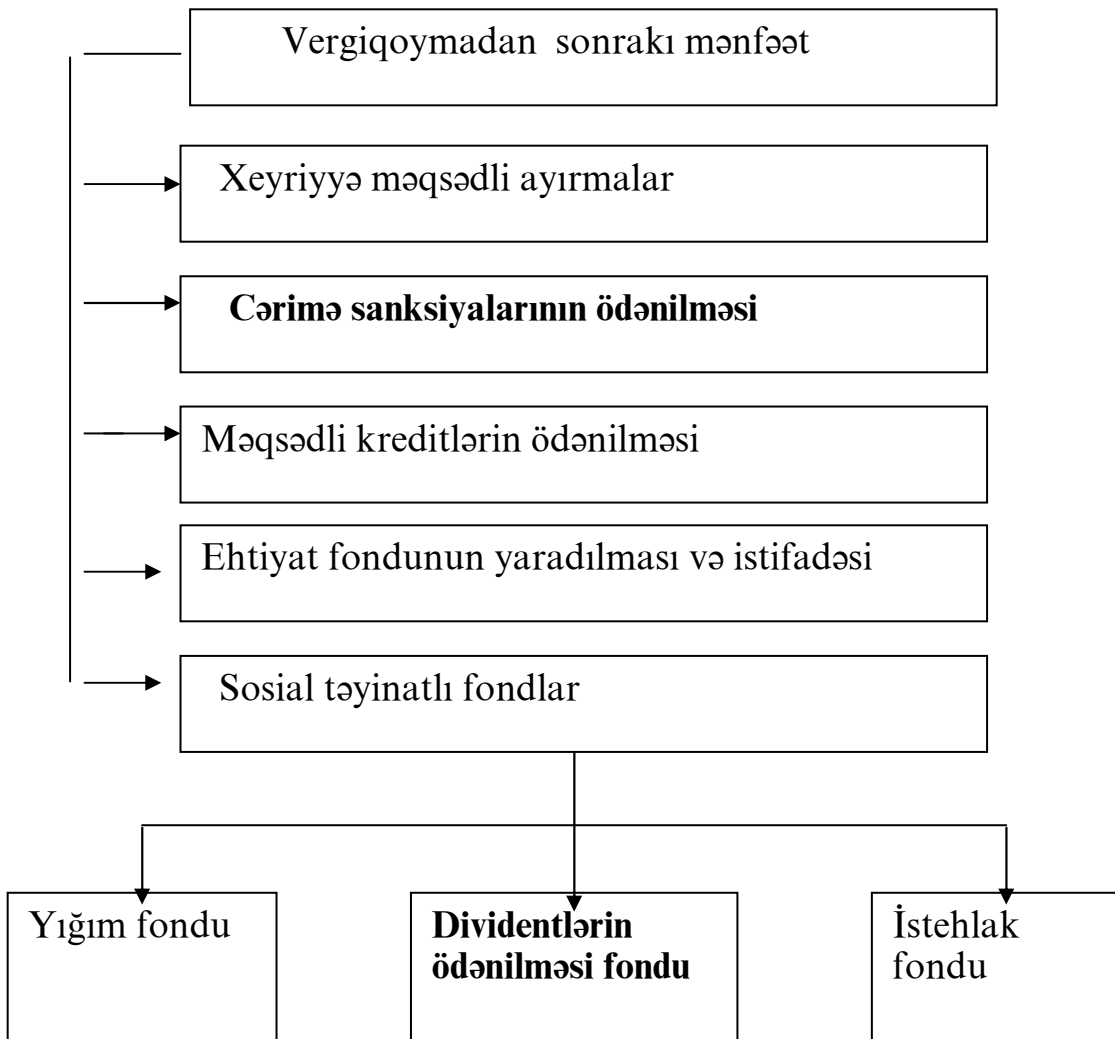 Vergiqoymadan sonrakı mənfəət
Xeyriyyə məqsədli ayırmalar
Cərimə sanksiyalarının ödənilməsi
Məqsədli kreditlərin ödənilməsi
Ehtiyat fondunun yaradılması və istifadəsi
Sosial təyinatlı fondlar
Yığım fondu
Dividentlərin
ödənilməsi fondu
İstehlak
fondu